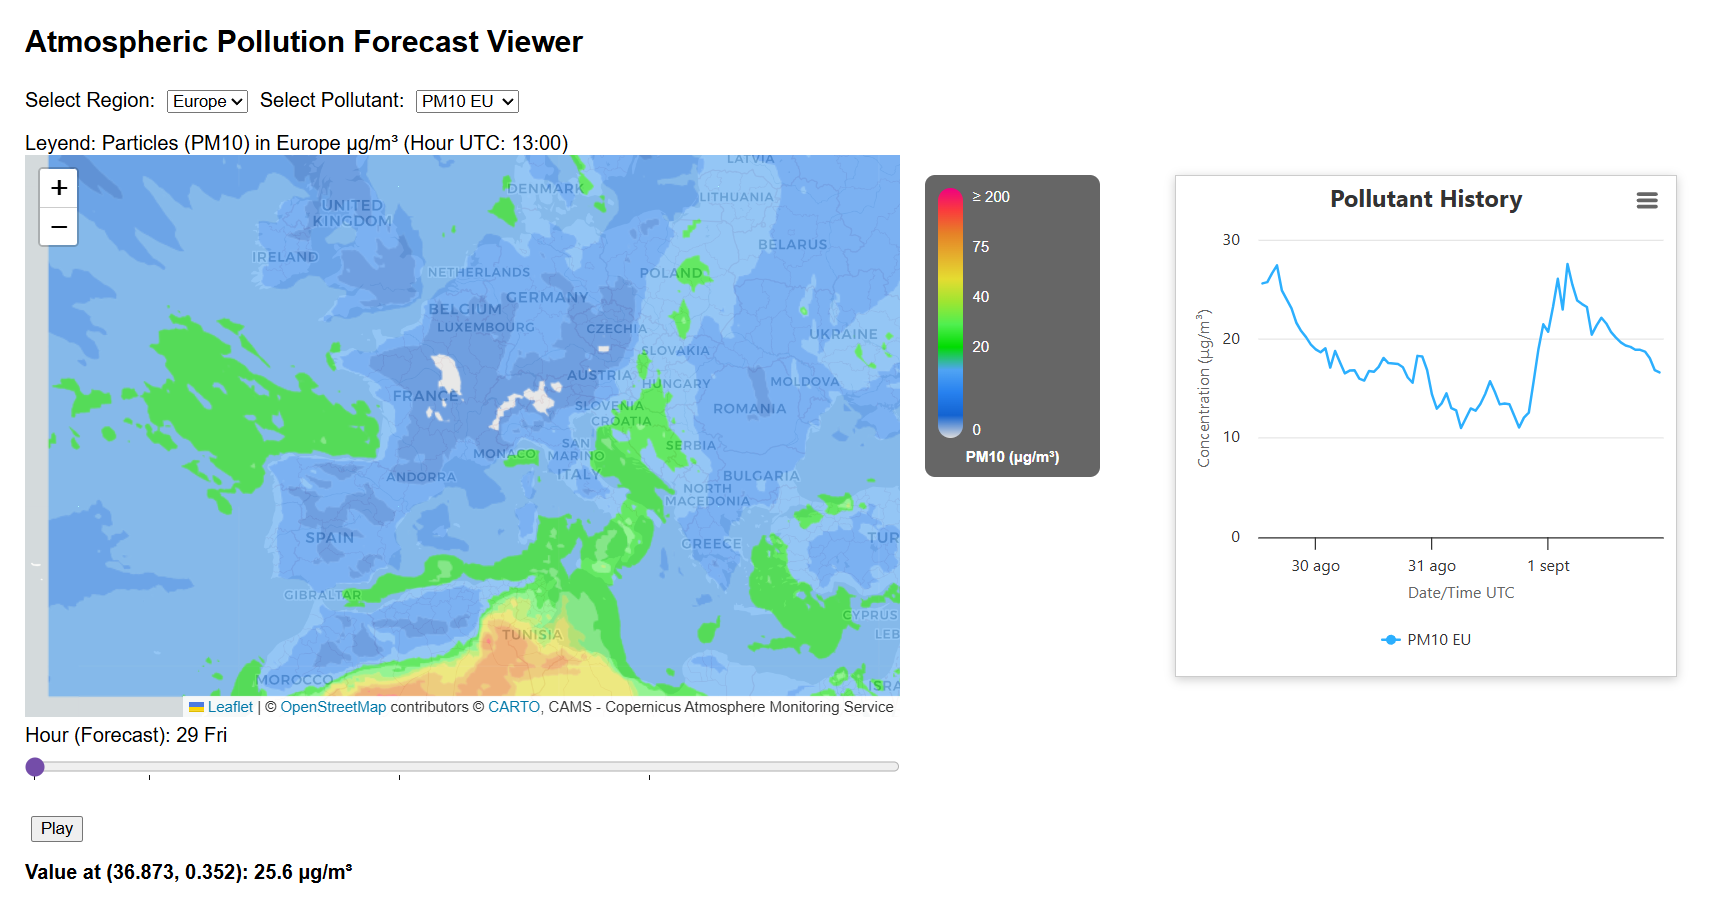 Atmospheric Pollution Forecast Viewer
Select Region: Europe Select Pollutant: PM10 EU
Leyend: Particles (PM10) in Europe µg/m³ (Hour UTC: 13:00)
+
−
LATVIA
DENMARK
LITHUANIA
UNITED
KINGDOM
BELARUS
IRELAND
NETHERLANDS
POLAND
GERMANY
BELGIUM
LUXEMBOURG
CZECHIA
UKRAINE
SLOVAKIA
AUSTRIA
HUNGARY
MOLDOVA
FRANCE
SLOVENIA
ROMANIA
CROATIA
SAN
MARINO
SERBIA
MONACO
ANDORRA
ITALY
BULGARIA
NORTH
MACEDONIA
SPAIN
GREECE
TUR
GIBRALTAR
CYPRUS
TUNISIA
LEB
MOROCCO
ISRA
Leaflet | © OpenStreetMap contributors © CARTO, CAMS - Copernicus Atmosphere Monitoring Service
≥ 200
75
40
20
0
PM10 (µg/m³)
Pollutant History
30
20
10
0
Concentration (µg/m³)
30 ago
31 ago
1 sept
Date/Time UTC
PM10 EU
Hour (Forecast): 29 Fri
Play
Value at (36.873, 0.352): 25.6 µg/m³